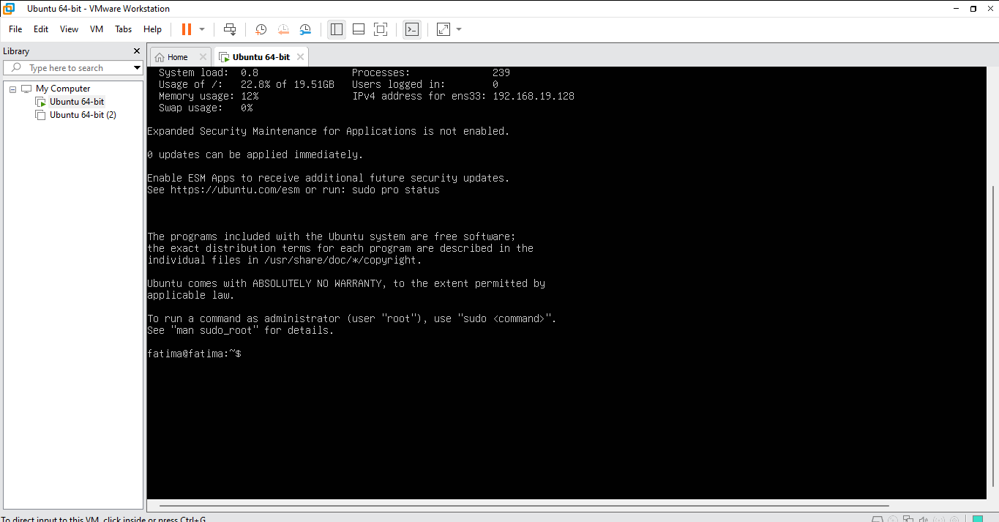 Ubuntu 64-bit - VMware Workstation
File Edit View VM Tabs Help
Library
Type here to search
My Computer
Ubuntu 64-bit
Ubuntu 64-bit (2)
Home Ubuntu 64-bit
System load: 0.8 Processes: 239
Usage of /: 22.8% of 19.51GB Users logged in: 0
Memory usage: 12% IPv4 address for ens33: 192.168.19.128
Swap usage: 0%
Expanded Security Maintenance for Applications is not enabled.
0 updates can be applied immediately.
Enable ESM Apps to receive additional future security updates.
See https://ubuntu.com/esm or run: sudo pro status
The programs included with the Ubuntu system are free software;
the exact distribution terms for each program are described in the
individual files in /usr/share/doc/*/copyright.
Ubuntu comes with ABSOLUTELY NO WARRANTY, to the extent permitted by
applicable law.
To run a command as administrator (user "root"), use "sudo <command>".
See "man sudo_root" for details.
fatima@fatima:~$
To direct input to this VM, click inside or press Ctrl+G.